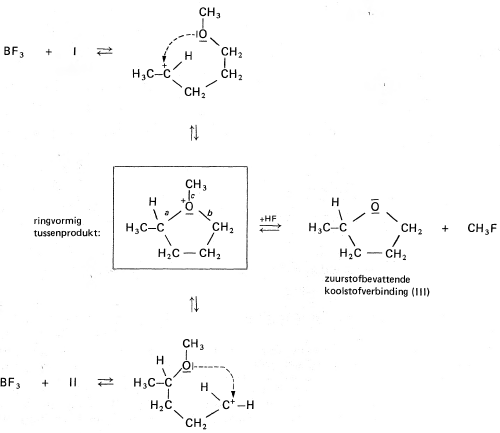 CH₃
BF₃ + I ⇌ |O̲
H CH₂
H₃C–C⁺ CH₂
CH₂
⇅
CH₃
c
H a +O̲ b
ringvormig
tussenproduct:
H₃C–C CH₂
H₂C — CH₂
+HF
⇌
H O̅
H₃C–C CH₂ + CH₃F
H₂C — CH₂
zuurstofbevattende
koolstofverbinding (III)
⇅
CH₃
H |O̲|
H₃C–C H
BF₃ + II ⇌ H₂C C⁺–H
CH₂